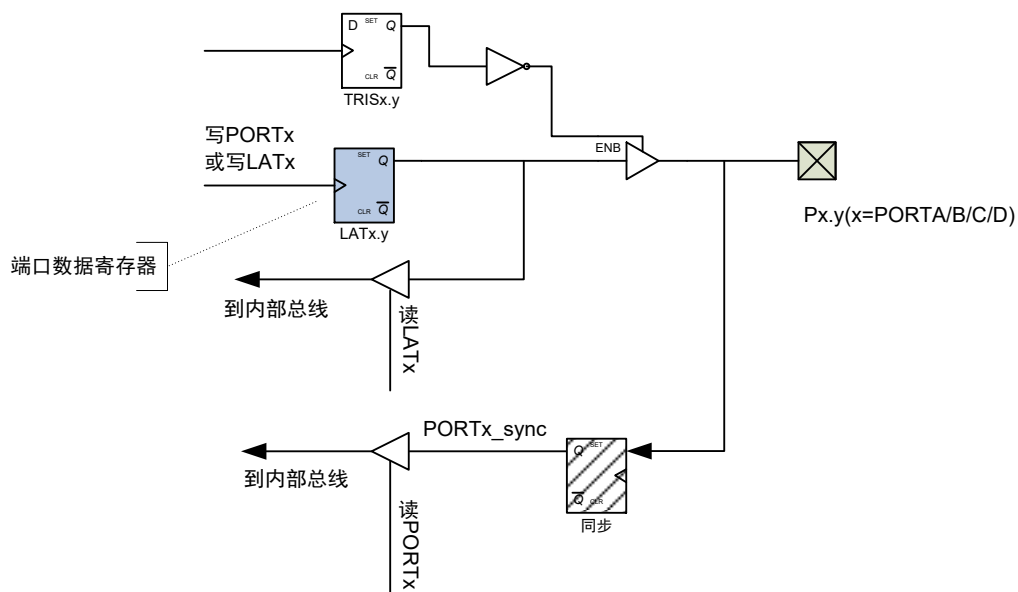 D
SET
Q
CLR
Q
TRISx.y
写PORTx
或写LATx
SET
Q
ENB
CLR
Q
LATx.y
Px.y(x=PORTA/B/C/D)
端口数据寄存器
到内部总线
读LATx
PORTx_sync
Q
SET
Q
CLR
到内部总线
同步
读PORTx